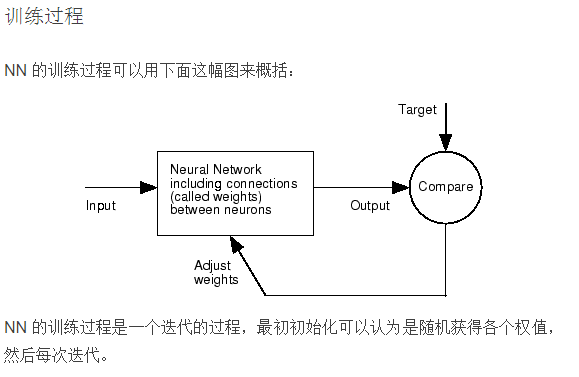 训练过程
NN 的训练过程可以用下面这幅图来概括：
Target
Neural Network
including connections
(called weights)
between neurons
Compare
Input
Output
Adjust
weights
NN 的训练过程是一个迭代的过程，最初初始化可以认为是随机获得各个权值，
然后每次迭代。